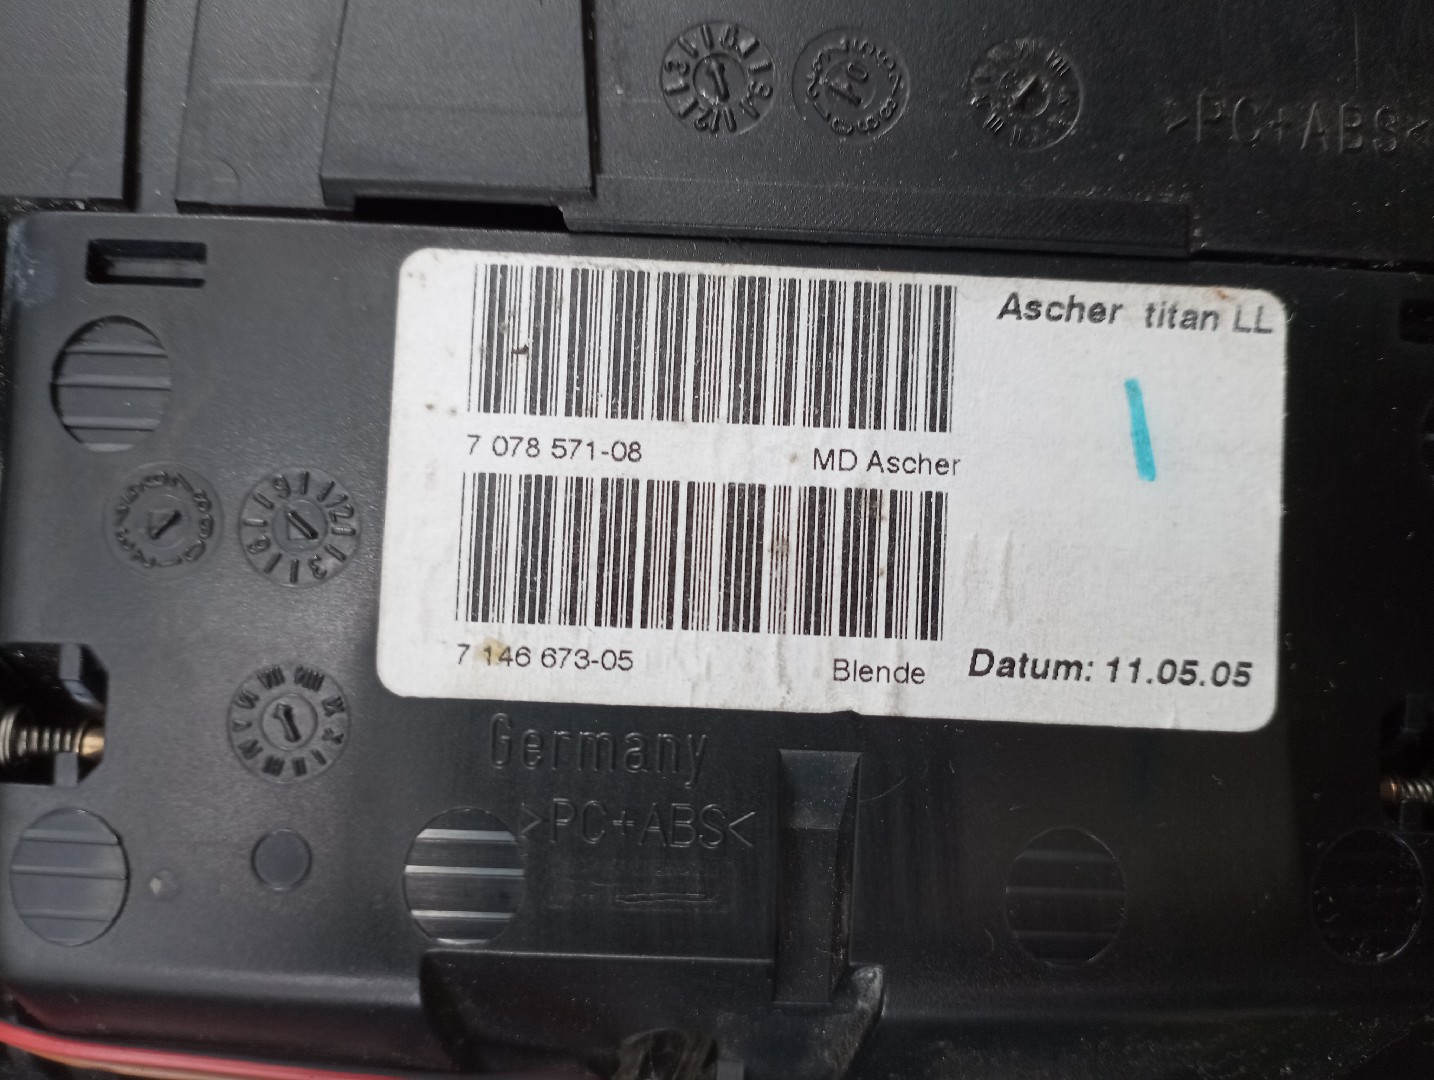 >PC+ABS<
Ascher titan LL
7 078 571-08 MD Ascher
7 146 673-05 Blende
Datum: 11.05.05
Germany
>PC+ABS<